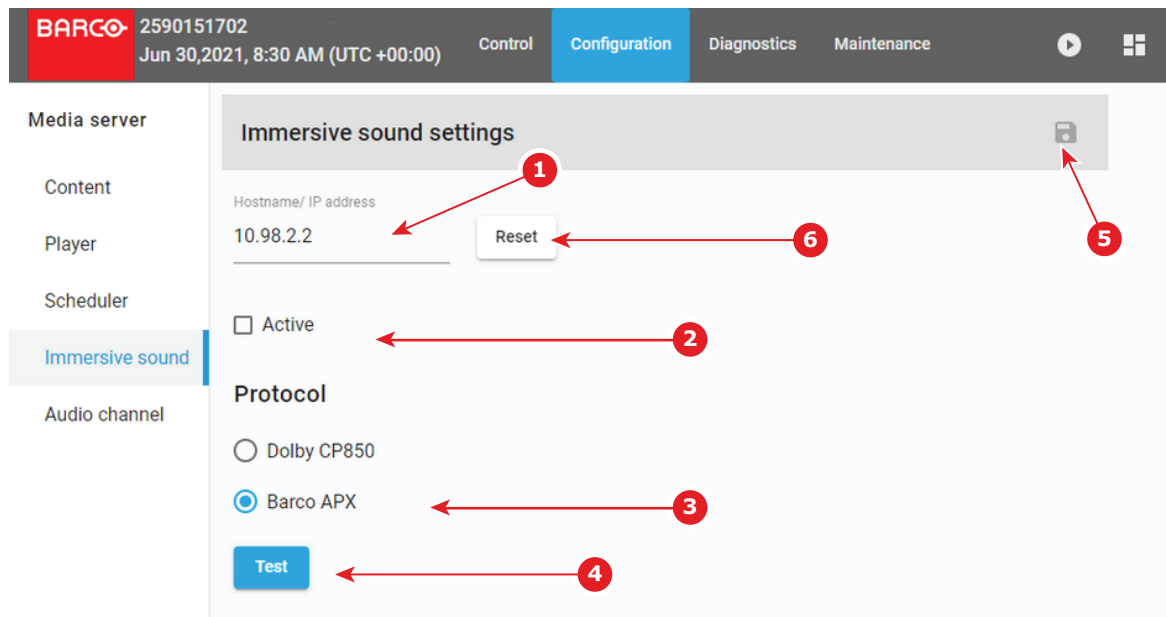 BARCO
2590151702
Jun 30,2021, 8:30 AM (UTC +00:00)
Control
Configuration
Diagnostics
Maintenance
Media server
Content
Player
Scheduler
Immersive sound
Audio channel
Immersive sound settings
1
5
Hostname/ IP address
10.98.2.2
Reset
6
Active
2
Protocol
Dolby CP850
Barco APX
3
Test
4